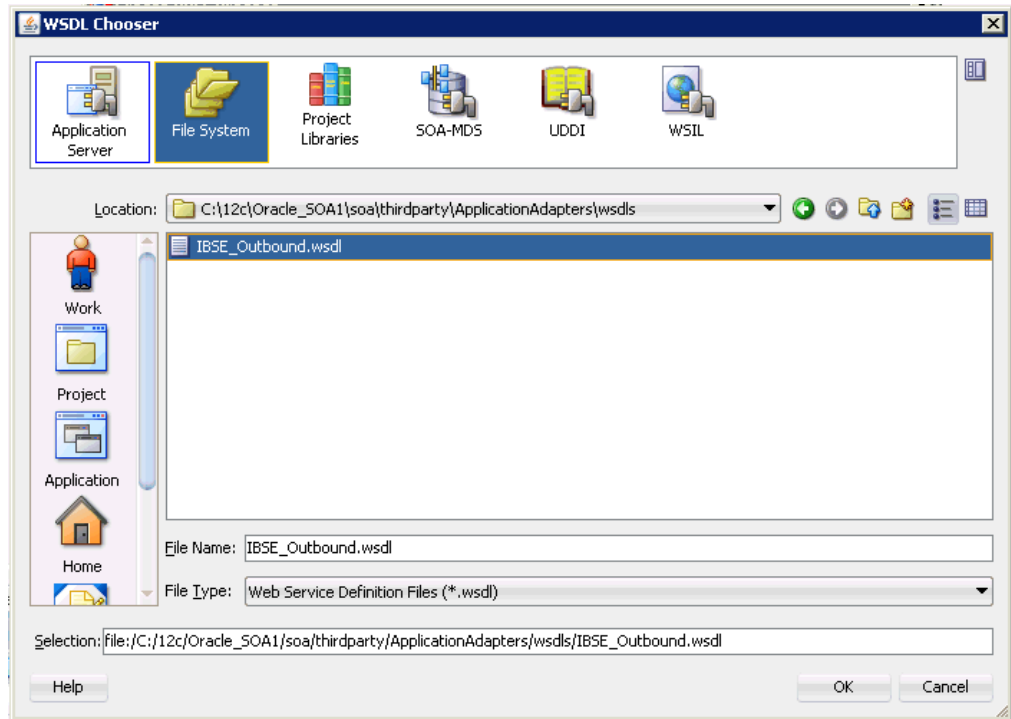 WSDL Chooser
Application
Server
File System
Project
Libraries
SOA-MDS
UDDI
WSIL
Location: C:\12c\Oracle_SOA1\soa\thirdparty\ApplicationAdapters\wsdls
IBSE_Outbound.wsdl
Work
Project
Application
Home
File Name: IBSE_Outbound.wsdl
File Type: Web Service Definition Files (*.wsdl)
Selection: file:/C:/12c/Oracle_SOA1/soa/thirdparty/ApplicationAdapters/wsdls/IBSE_Outbound.wsdl
Help OK Cancel